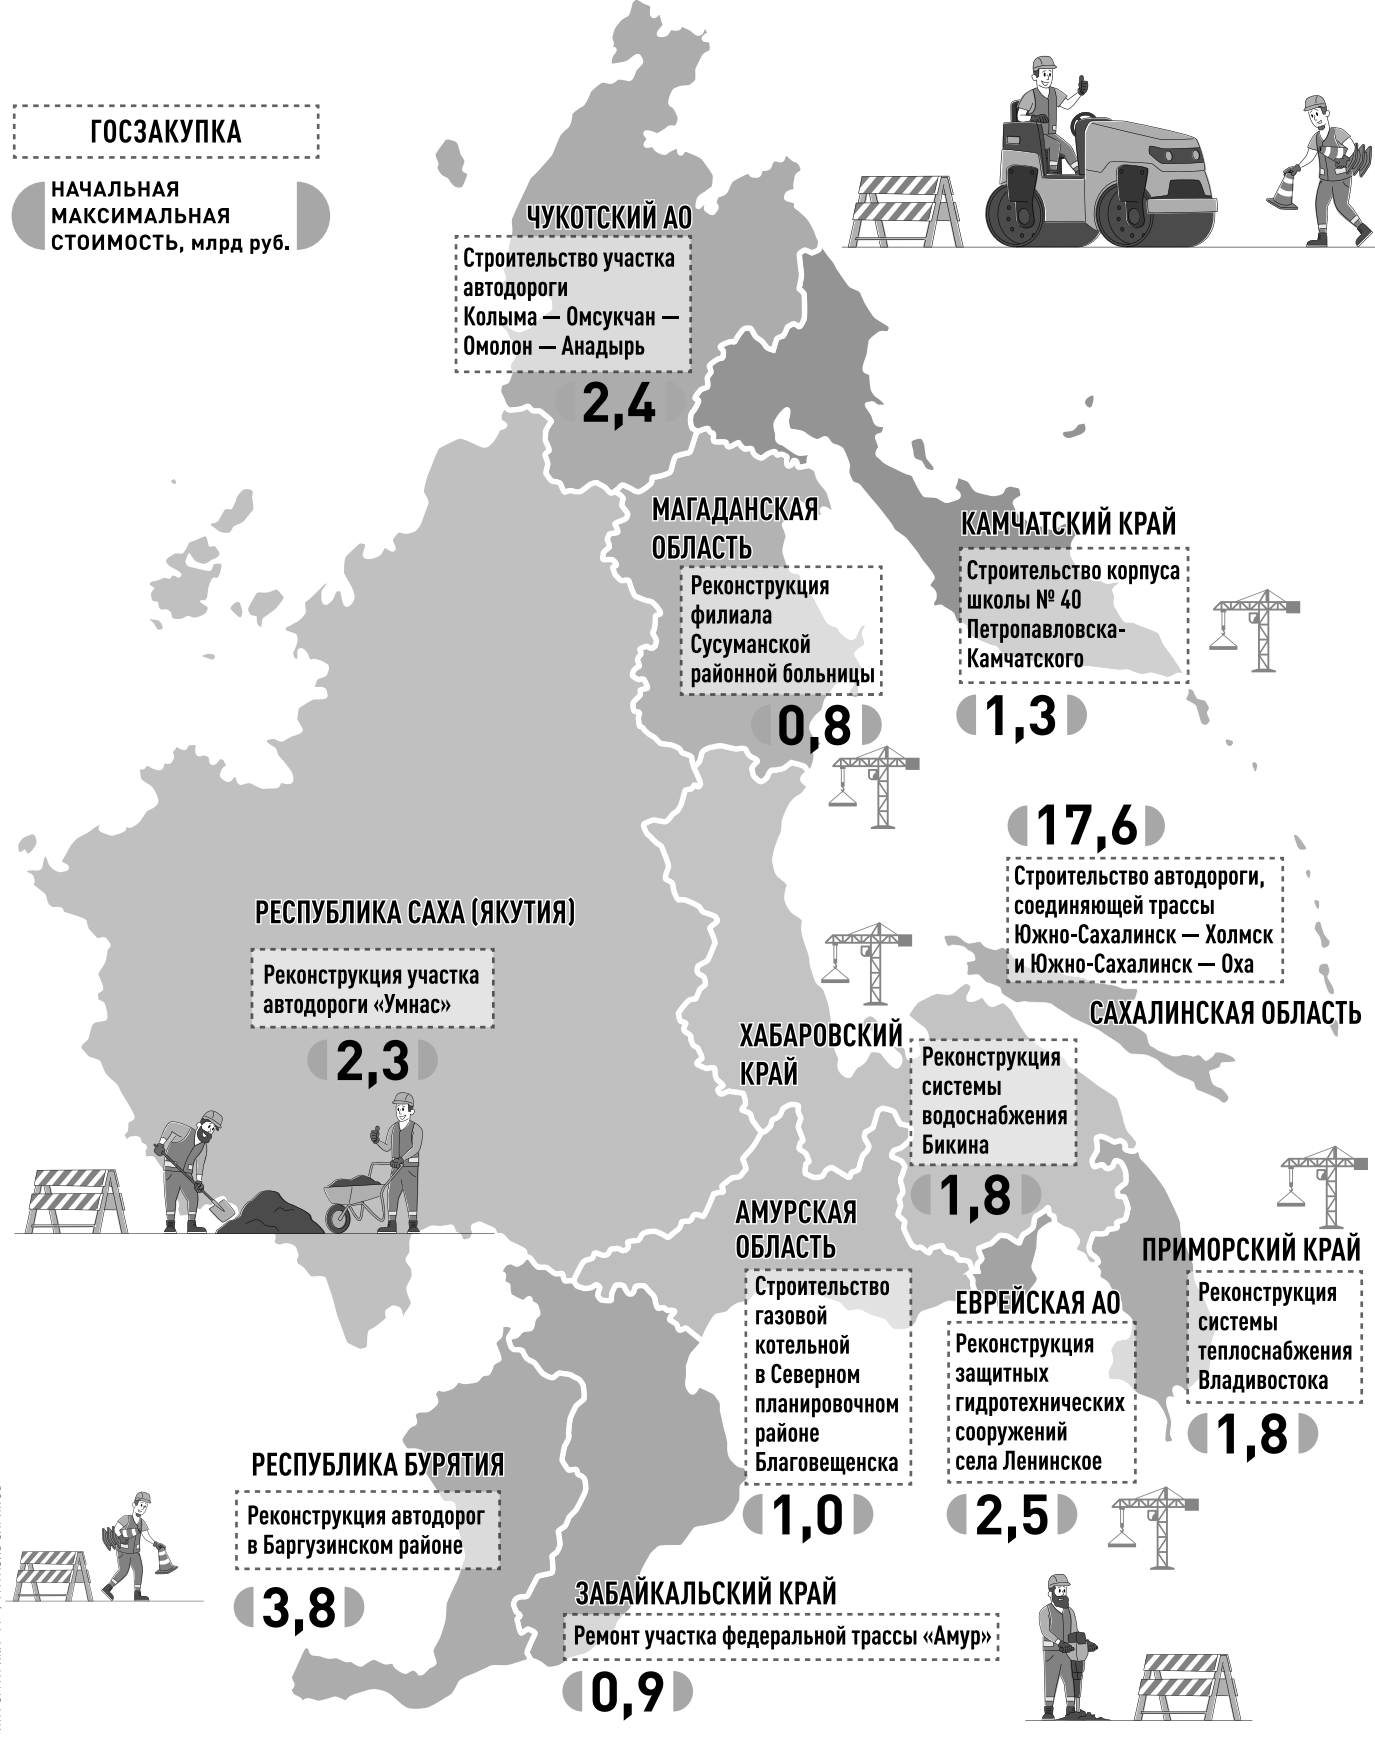 ГОСЗАКУПКА
НАЧАЛЬНАЯ
МАКСИМАЛЬНАЯ
СТОИМОСТЬ, млрд руб.
ЧУКОТСКИЙ АО
Строительство участка
автодороги
Колыма — Омсукчан —
Омолон — Анадырь
2,4
МАГАДАНСКАЯ
ОБЛАСТЬ
Реконструкция
филиала
Сусуманской
районной больницы
0,8
КАМЧАТСКИЙ КРАЙ
Строительство корпуса
школы № 40
Петропавловска-
Камчатского
1,3
17,6
Строительство автодороги,
соединяющей трассы
Южно-Сахалинск — Холмск
и Южно-Сахалинск — Оха
САХАЛИНСКАЯ ОБЛАСТЬ
РЕСПУБЛИКА САХА (ЯКУТИЯ)
Реконструкция участка
автодороги «Умнас»
2,3
ХАБАРОВСКИЙ
КРАЙ
Реконструкция
системы
водоснабжения
Бикина
1,8
АМУРСКАЯ
ОБЛАСТЬ
Строительство
газовой
котельной
в Северном
планировочном
районе
Благовещенска
1,0
ЕВРЕЙСКАЯ АО
Реконструкция
защитных
гидротехнических
сооружений
села Ленинское
2,5
ПРИМОРСКИЙ КРАЙ
Реконструкция
системы
теплоснабжения
Владивостока
1,8
РЕСПУБЛИКА БУРЯТИЯ
Реконструкция автодорог
в Баргузинском районе
3,8
ЗАБАЙКАЛЬСКИЙ КРАЙ
Ремонт участка федеральной трассы «Амур»
0,9